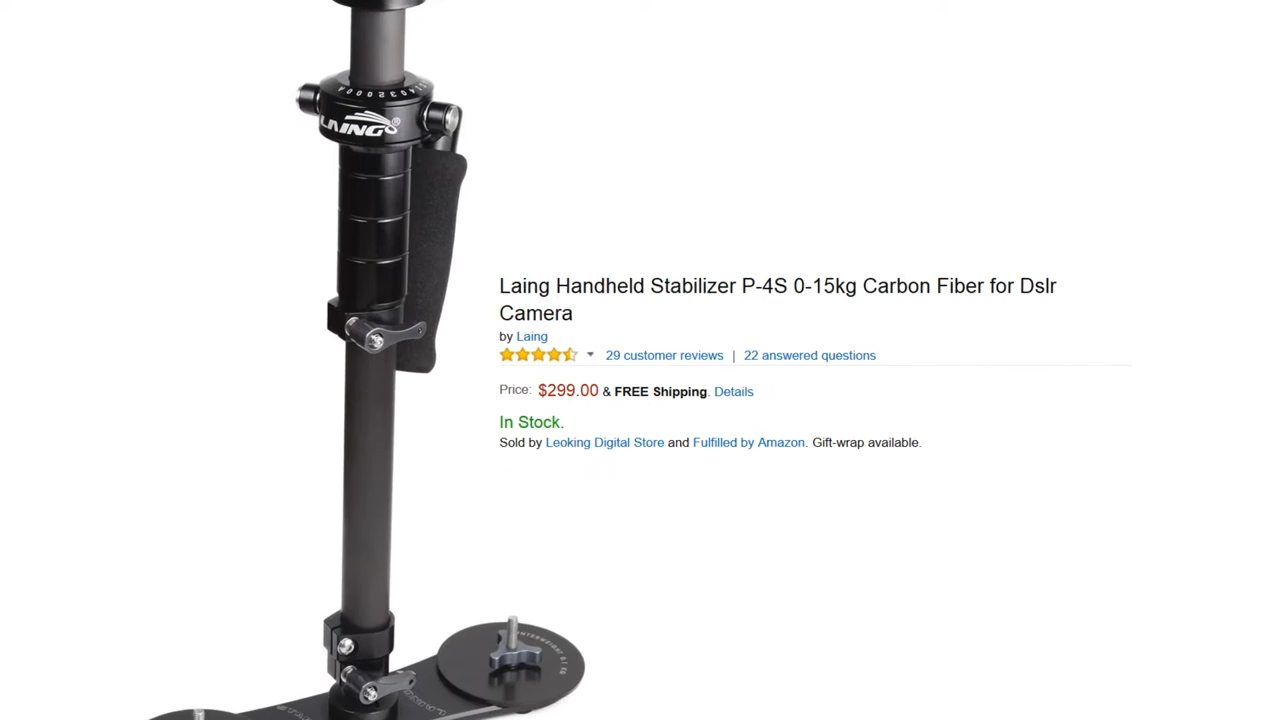 LAING®
Laing Handheld Stabilizer P-4S 0-15kg Carbon Fiber for Dslr
Camera
by Laing
29 customer reviews | 22 answered questions
Price: $299.00 & FREE Shipping. Details
In Stock.
Sold by Leoking Digital Store and Fulfilled by Amazon. Gift-wrap available.